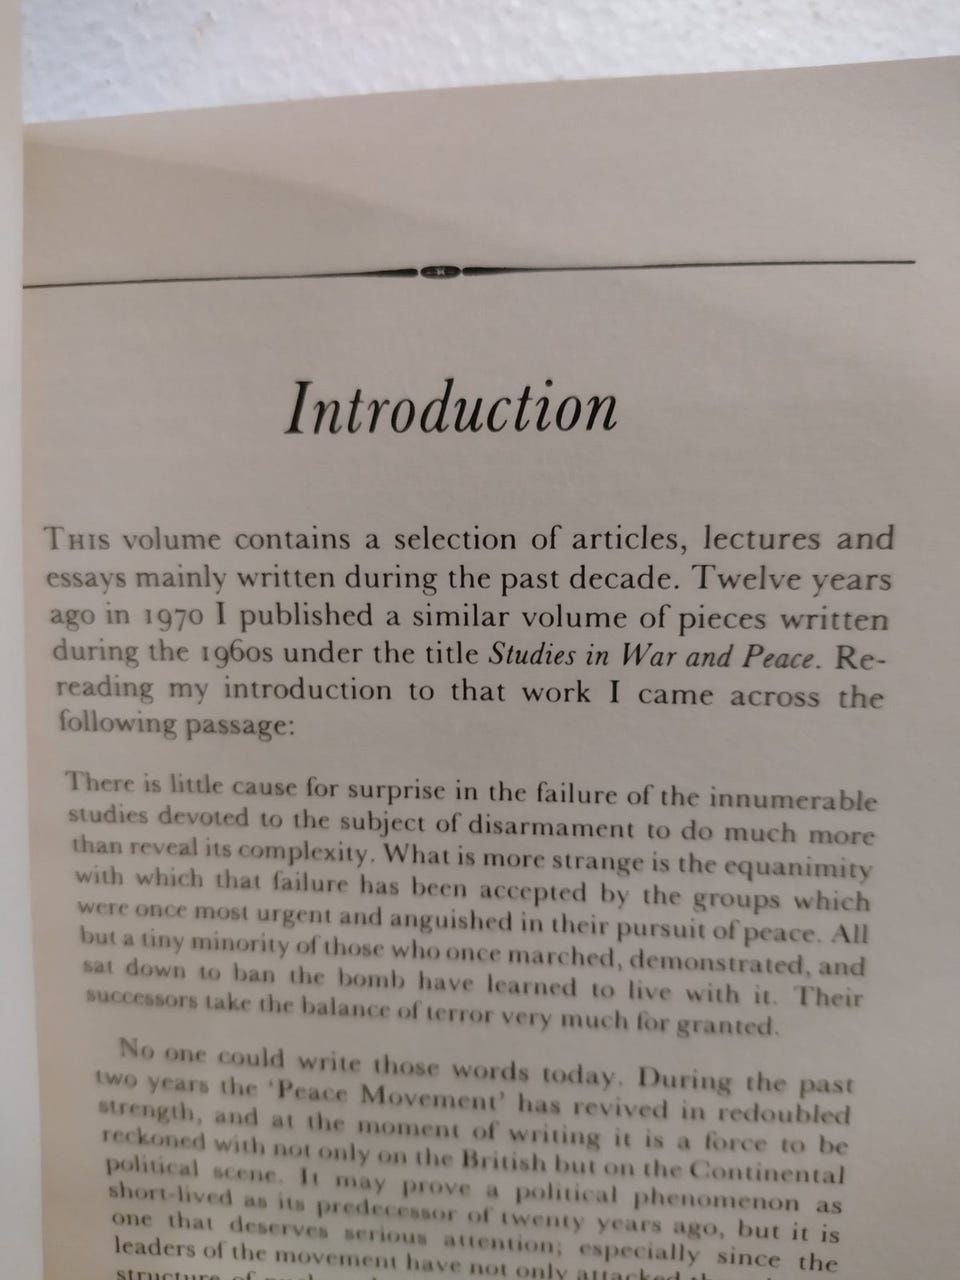 Introduction
THIS volume contains a selection of articles, lectures and
essays mainly written during the past decade. Twelve years
ago in 1970 I published a similar volume of pieces written
during the 1960s under the title Studies in War and Peace. Re-
reading my introduction to that work I came across the
following passage:
There is little cause for surprise in the failure of the innumerable
studies devoted to the subject of disarmament to do much more
than reveal its complexity. What is more strange is the equanimity
with which that failure has been accepted by the groups which
were once most urgent and anguished in their pursuit of peace. All
but a tiny minority of those who once marched, demonstrated, and
sat down to ban the bomb have learned to live with it. Their
successors take the balance of terror very much for granted.
No one could write those words today. During the past
two years the 'Peace Movement' has revived in redoubled
strength, and at the moment of writing it is a force to be
reckoned with not only on the British but on the Continental
political scene. It may prove a political phenomenon as
short-lived as its predecessor of twenty years ago, but it is
one that deserves serious attention; especially since the
leaders of the movement have not only attacked
structure of